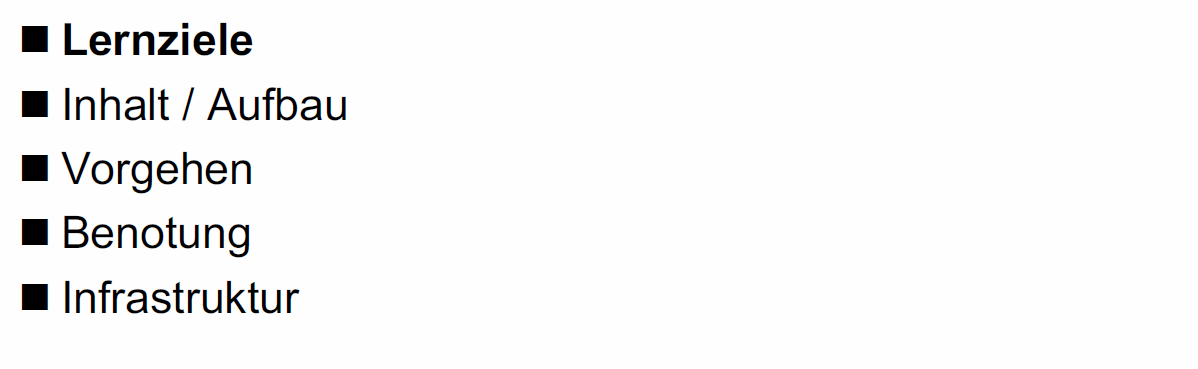 ■ Lernziele
■ Inhalt / Aufbau
■ Vorgehen
■ Benotung
■ Infrastruktur